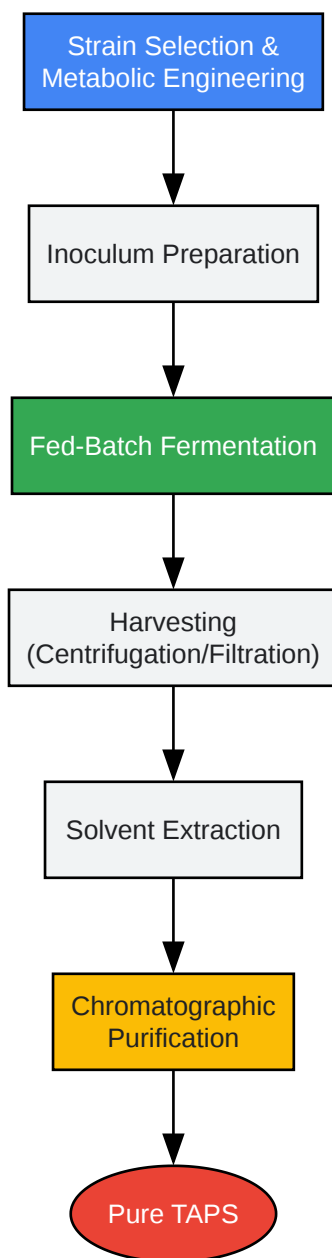 Strain Selection &
Metabolic Engineering
Inoculum Preparation
Fed-Batch Fermentation
Harvesting
(Centrifugation/Filtration)
Solvent Extraction
Chromatographic
Purification
Pure TAPS